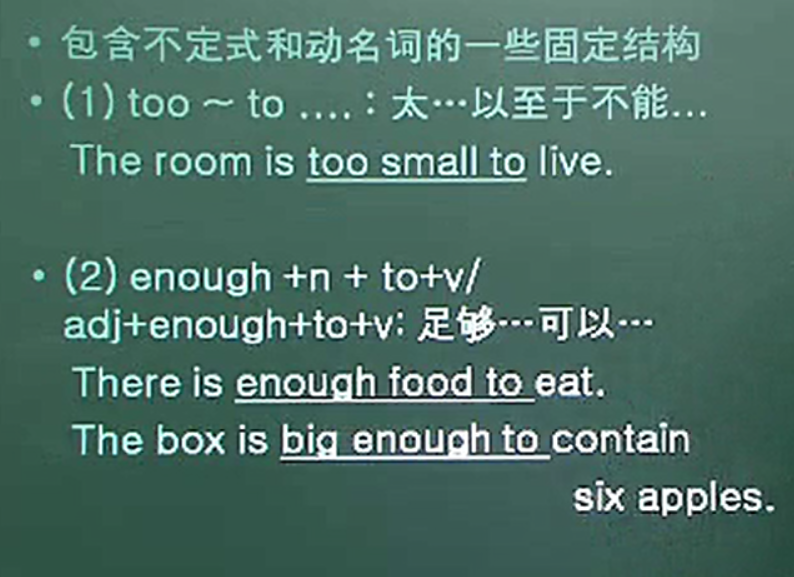 • 包含不定式和动名词的一些固定结构
• (1) too ~ to ....：太…以至于不能...
The room is too small to live.
• (2) enough +n + to+v/
adj+enough+to+v: 足够…可以…
There is enough food to eat.
The box is big enough to contain
six apples.